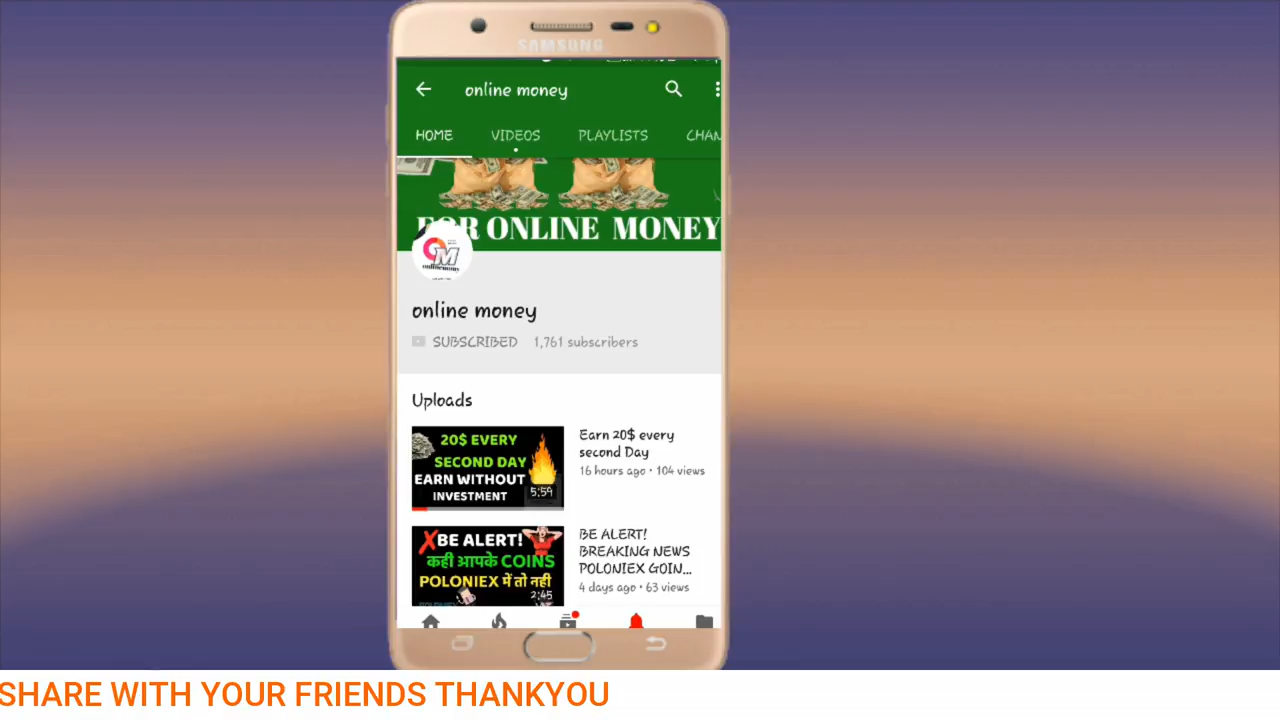 SAMSUNG
online money
HOME VIDEOS PLAYLISTS CHAN
FOR ONLINE MONEY
OM
online money
SUBSCRIBED 1,761 subscribers
Uploads
20$ EVERY
SECOND DAY
EARN WITHOUT
INVESTMENT
5:59
Earn 20$ every
second Day
16 hours ago • 104 views
BE ALERT!
कही आपके COINS
POLONIEX में तो नही
2:45
BE ALERT!
BREAKING NEWS
POLONIEX GOIN...
4 days ago • 63 views
SHARE WITH YOUR FRIENDS THANKYOU